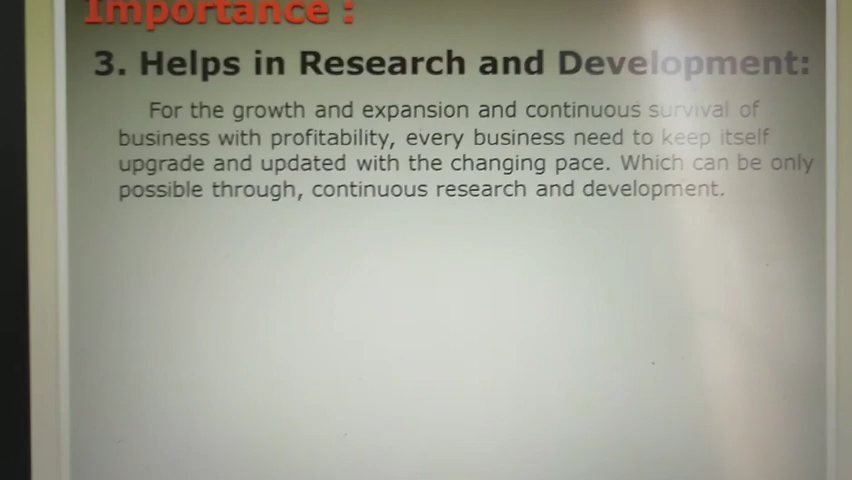 Importance :
3. Helps in Research and Development:
For the growth and expansion and continuous survival of
business with profitability, every business need to keep itself
upgrade and updated with the changing pace. Which can be only
possible through, continuous research and development.